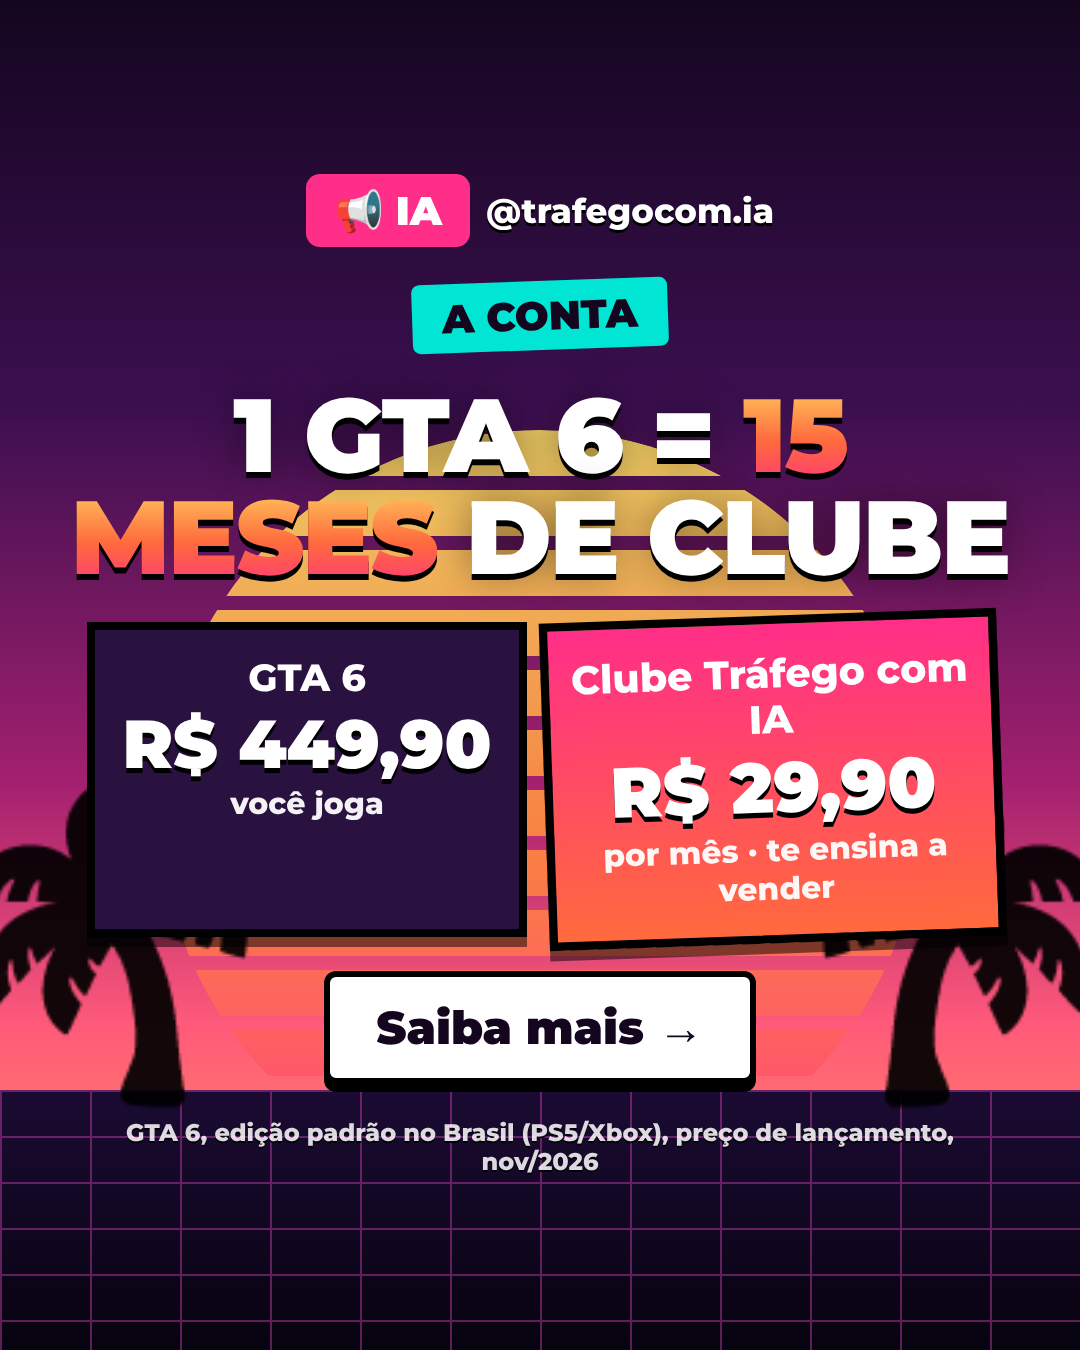 📢 IA @trafegocom.ia
A CONTA
1 GTA 6 = 15
MESES DE CLUBE
GTA 6
R$ 449,90
você joga
Clube Tráfego com
IA
R$ 29,90
por mês · te ensina a
vender
Saiba mais →
GTA 6, edição padrão no Brasil (PS5/Xbox), preço de lançamento,
nov/2026